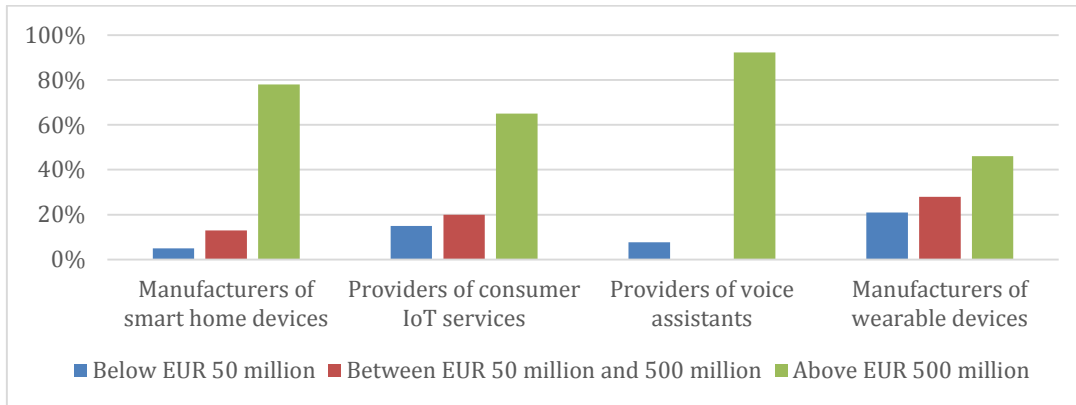 100%
80%
60%
40%
20%
0%
Manufacturers of
smart home devices
Providers of consumer
IoT services
Providers of voice
assistants
Manufacturers of
wearable devices
Below EUR 50 million
Between EUR 50 million and 500 million
Above EUR 500 million